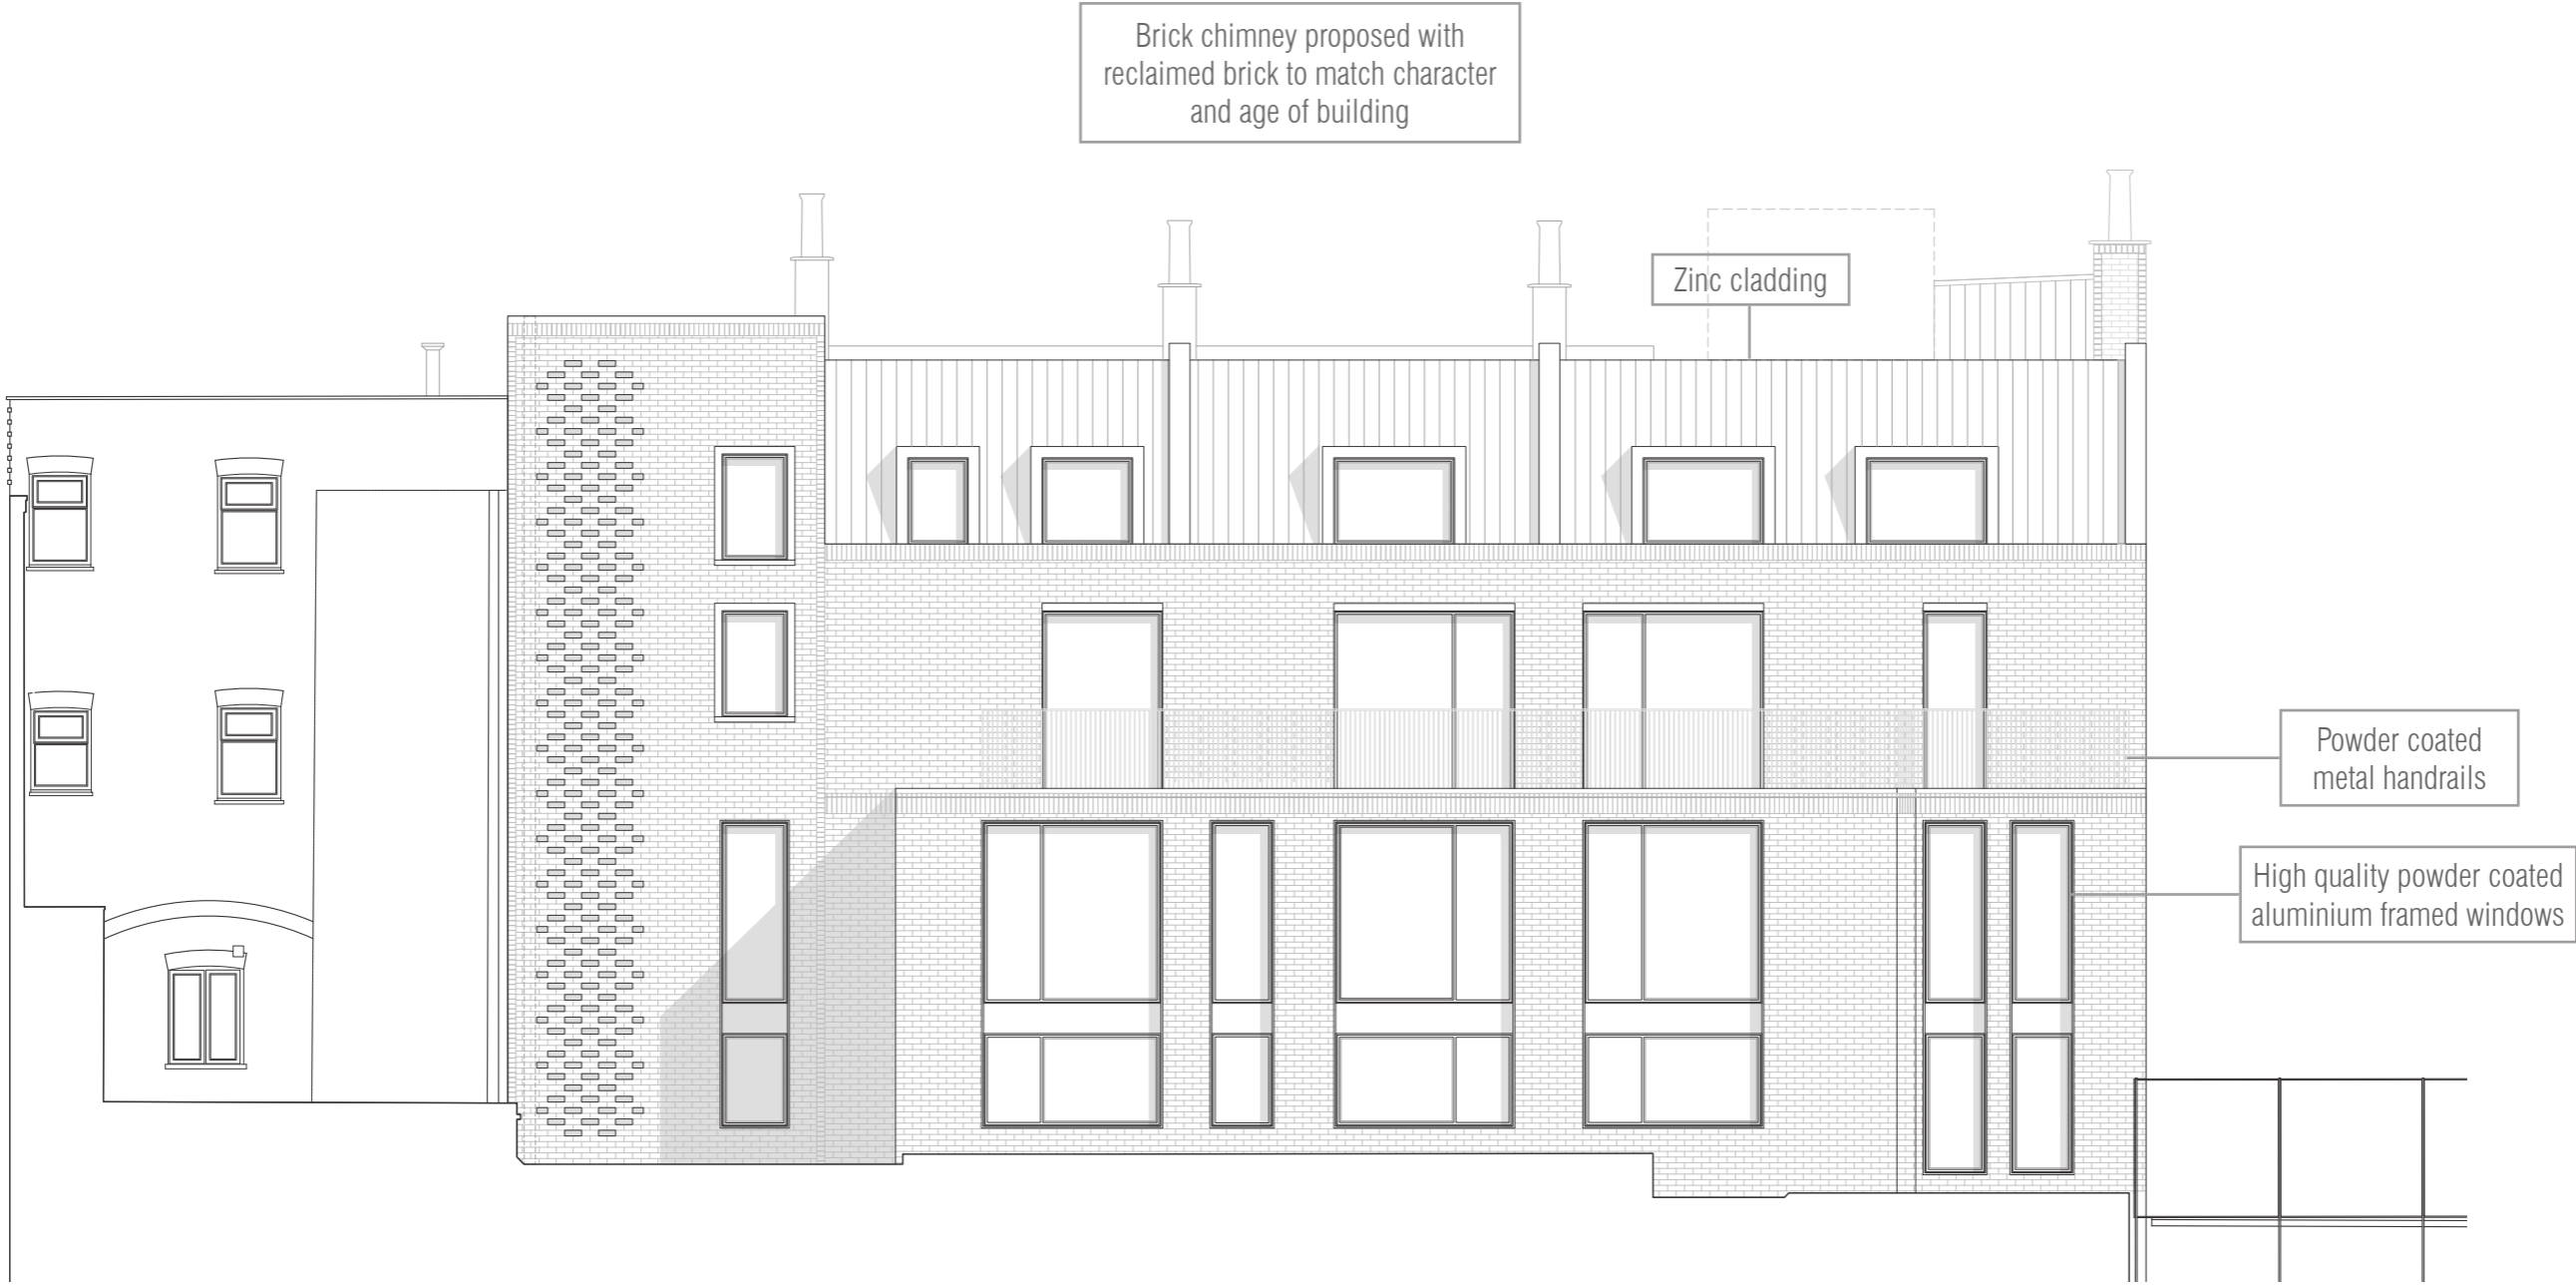 Brick chimney proposed with
reclaimed brick to match character
and age of building
Zinc cladding
Powder coated
metal handrails
High quality powder coated
aluminium framed windows